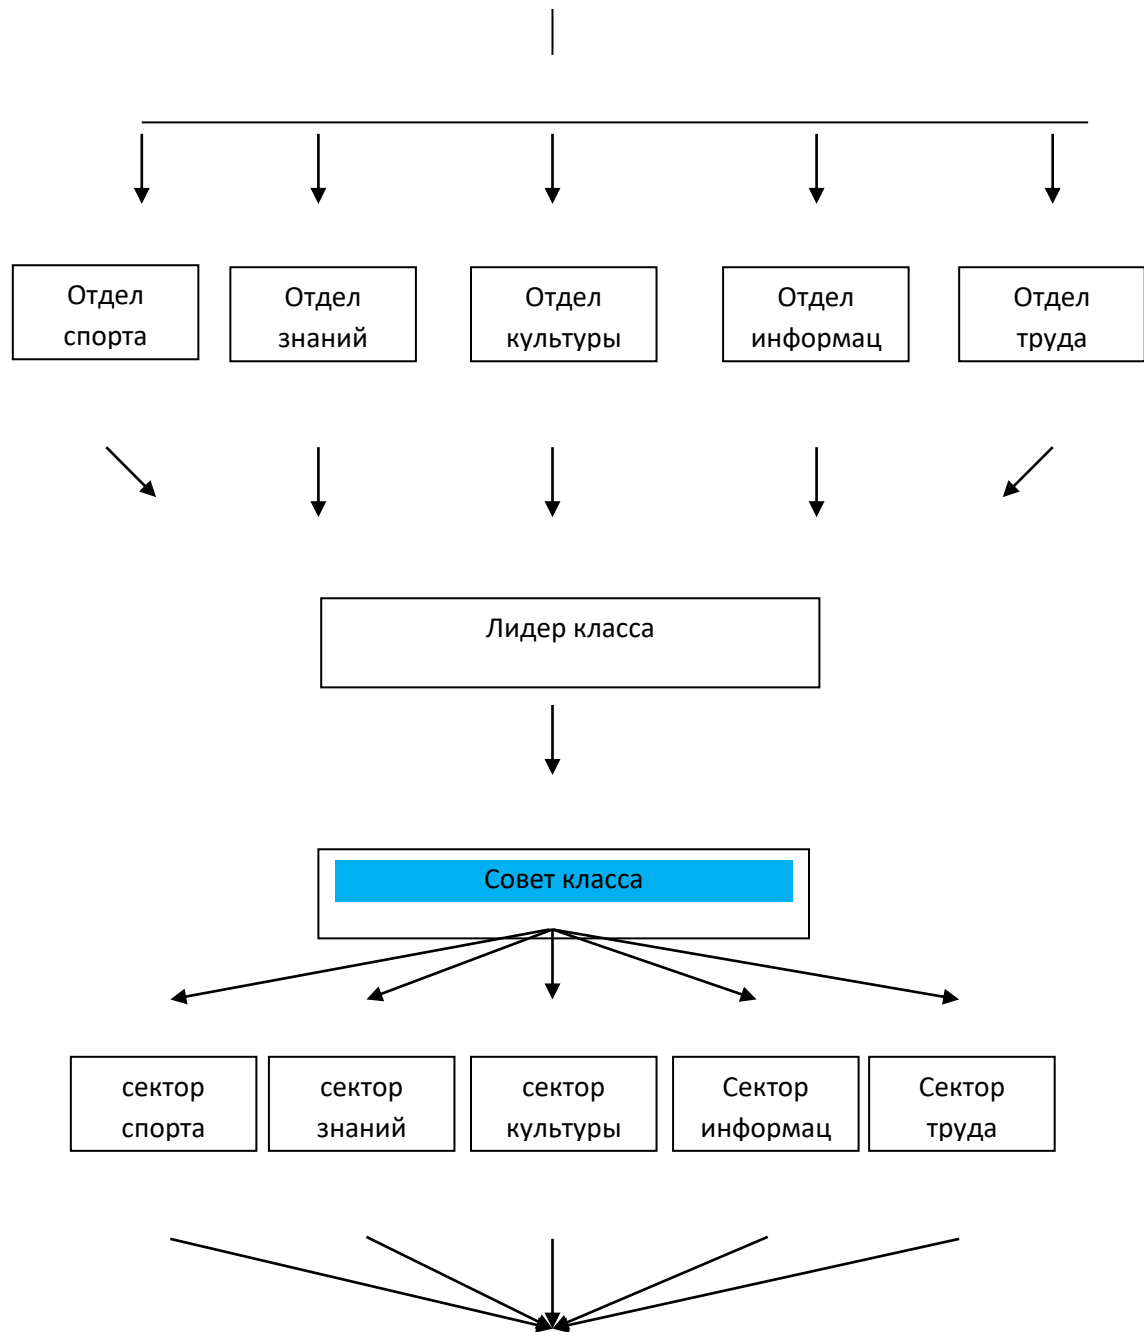 Отдел
спорта
Отдел
знаний
Отдел
культуры
Отдел
информац
Отдел
труда
Лидер класса
Совет класса
сектор
спорта
сектор
знаний
сектор
культуры
Сектор
информац
Сектор
труда